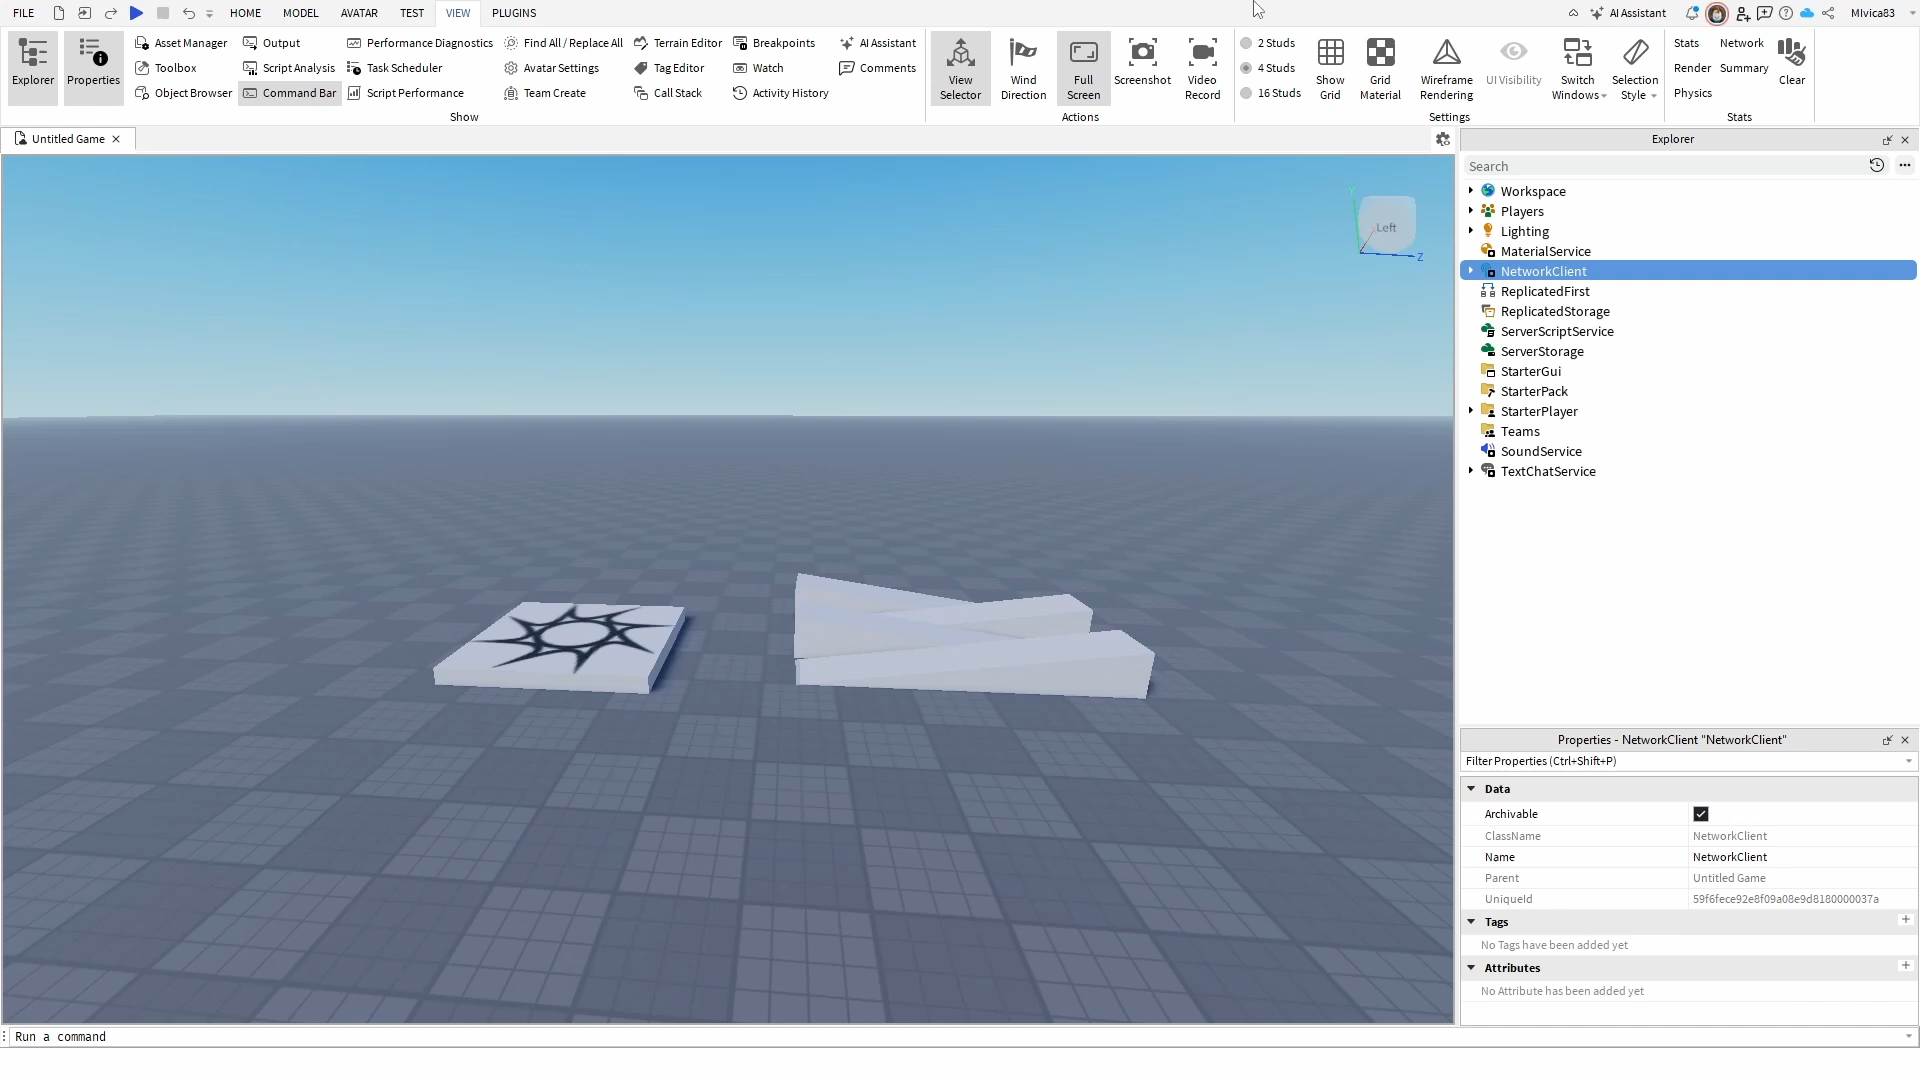 FILE HOME MODEL AVATAR TEST VIEW PLUGINS AI Assistant MIvica83
Explorer
Properties
Asset Manager
Toolbox
Object Browser
Output
Script Analysis
Command Bar
Performance Diagnostics
Task Scheduler
Script Performance
Find All / Replace All
Avatar Settings
Team Create
Terrain Editor
Tag Editor
Call Stack
Breakpoints
Watch
Activity History
AI Assistant
Comments
Show
View
Selector
Wind
Direction
Full
Screen
Screenshot
Video
Record
Actions
2 Studs
4 Studs
16 Studs
Show
Grid
Grid
Material
Wireframe
Rendering
UI Visibility
Switch
Windows
Selection
Style
Settings
Stats
Render
Physics
Network
Summary
Clear
Stats
Untitled Game
Y
Left
Z
Explorer
Search
Workspace
Players
Lighting
MaterialService
NetworkClient
ReplicatedFirst
ReplicatedStorage
ServerScriptService
ServerStorage
StarterGui
StarterPack
StarterPlayer
Teams
SoundService
TextChatService
Properties - NetworkClient "NetworkClient"
Filter Properties (Ctrl+Shift+P)
Data
Archivable
ClassName NetworkClient
Name NetworkClient
Parent Untitled Game
UniqueId 59f6fece92e8f09a08e9d8180000037a
Tags
No Tags have been added yet
Attributes
No Attribute has been added yet
Run a command